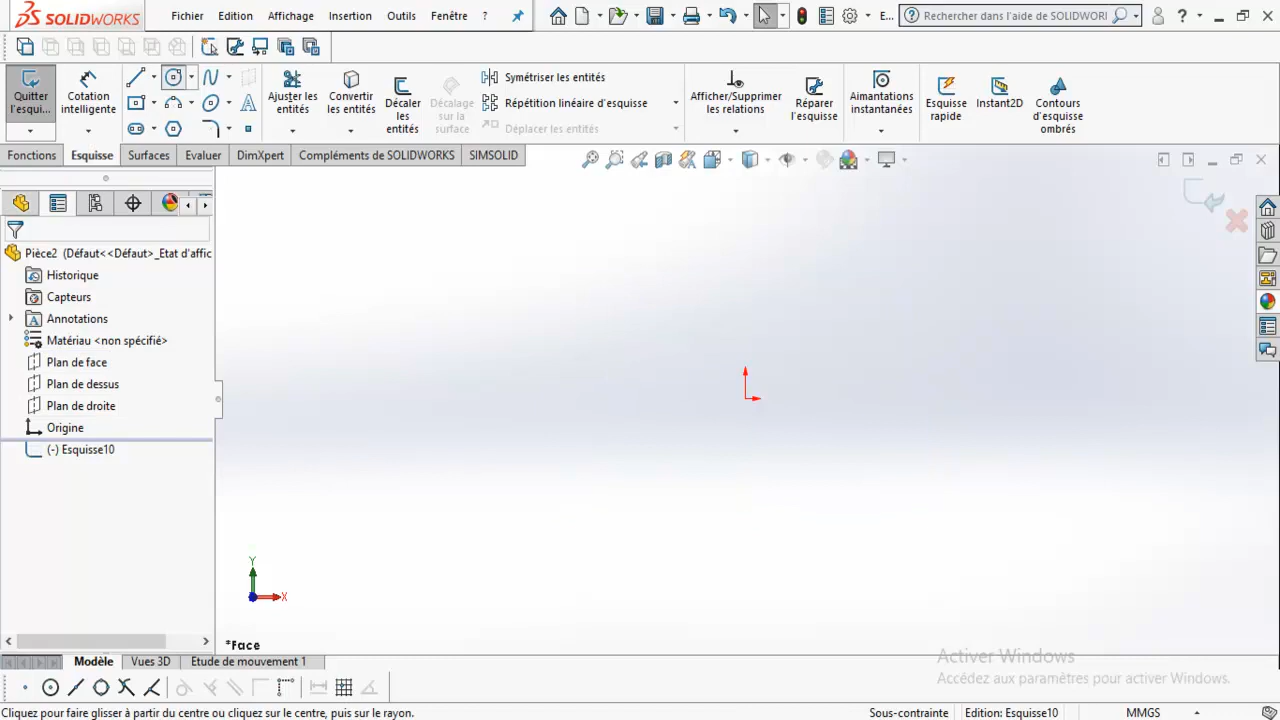 SOLIDWORKS
Fichier Edition Affichage Insertion Outils Fenêtre ?
E... Rechercher dans l'aide de SOLIDWORI ?
Quitter l'esqui...
Cotation intelligente
Ajuster les entités
Convertir les entités
Décaler les entités
Décalage sur la surface
Symétriser les entités
Répétition linéaire d'esquisse
Déplacer les entités
Afficher/Supprimer les relations
Réparer l'esquisse
Aimantations instantanées
Esquisse rapide
Instant2D
Contours d'esquisse ombrés
Fonctions Esquisse Surfaces Evaluer DimXpert Compléments de SOLIDWORKS SIMSOLID
Pièce2 (Défaut<<Défaut>_Etat d'affic
Historique
Capteurs
Annotations
Matériau <non spécifié>
Plan de face
Plan de dessus
Plan de droite
Origine
(-) Esquisse10
Y
X
*Face
Activer Windows
Accédez aux paramètres pour activer Windows.
Modèle Vues 3D Etude de mouvement 1
Cliquez pour faire glisser à partir du centre ou cliquez sur le centre, puis sur le rayon. Sous-contrainte Edition: Esquisse10 MMGS